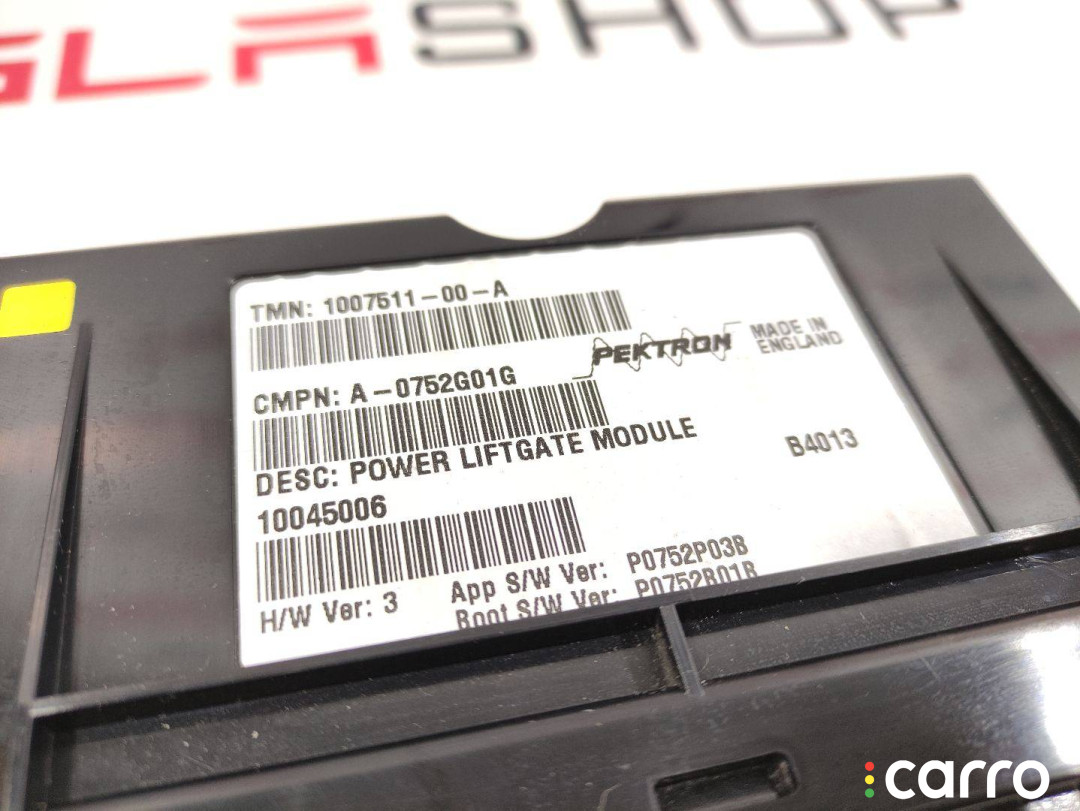 SLASHOP
TMN: 1007511-00-A
PEKTRON
MADE IN
ENGLAND
CMPN: A-0752G01G
DESC: POWER LIFTGATE MODULE
B4013
10045006
H/W Ver: 3
App S/W Ver: P0752P03B
Boot S/W Ver: P0752B01B
carro